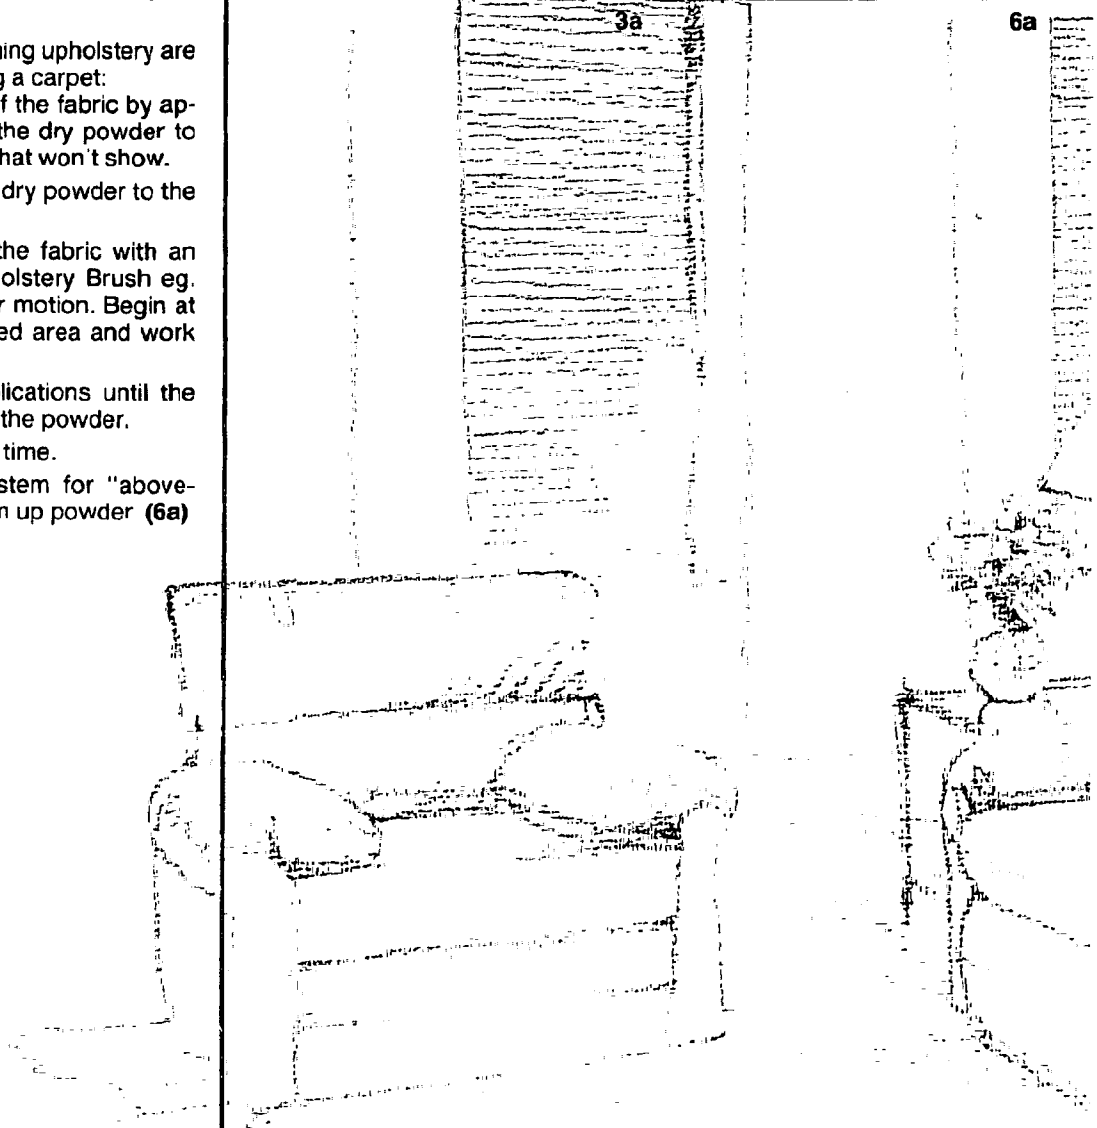 ing upholstery are
g a carpet:
f the fabric by ap-
the dry powder to
hat won't show.
dry powder to the
the fabric with an
olstery Brush eg.
r motion. Begin at
ed area and work
lications until the
the powder.
time.
stem for "above-
n up powder (6a)
3a
6a